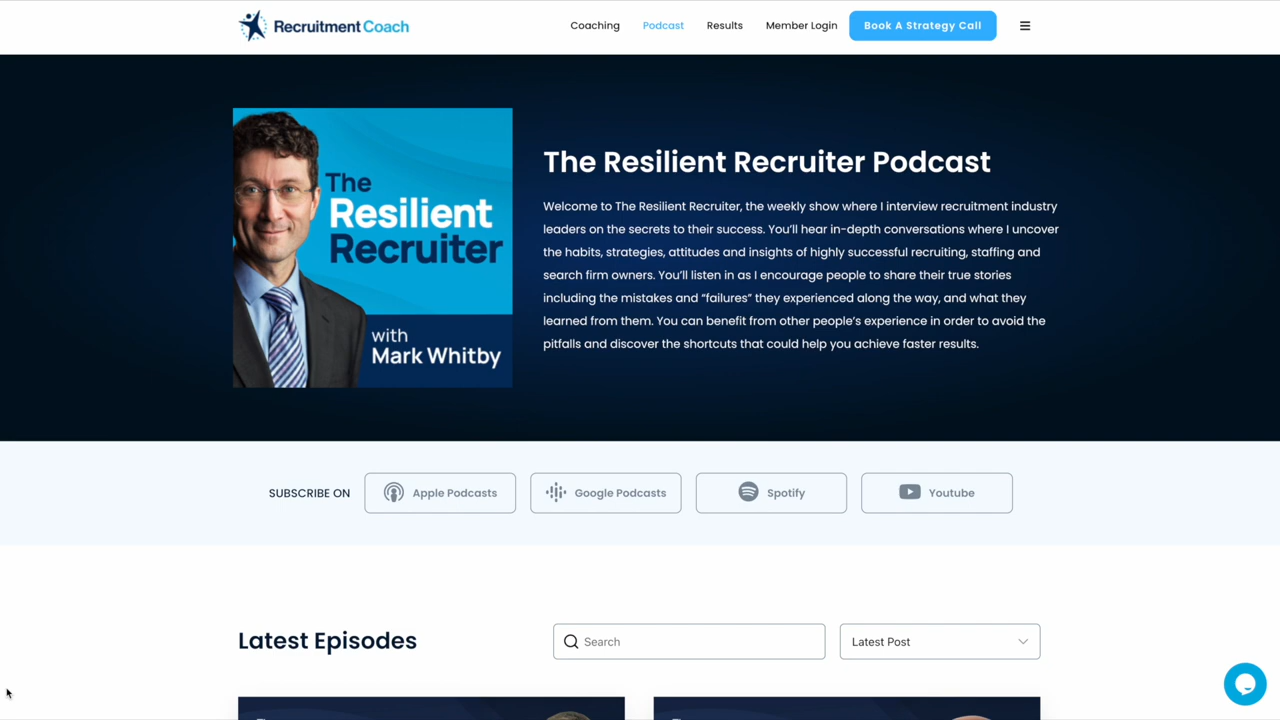 RecruitmentCoach
Coaching
Podcast
Results
Member Login
Book A Strategy Call
The
Resilient
Recruiter
with
Mark Whitby
The Resilient Recruiter Podcast
Welcome to The Resilient Recruiter, the weekly show where I interview recruitment industry
leaders on the secrets to their success. You'll hear in-depth conversations where I uncover
the habits, strategies, attitudes and insights of highly successful recruiting, staffing and
search firm owners. You'll listen in as I encourage people to share their true stories
including the mistakes and “failures” they experienced along the way, and what they
learned from them. You can benefit from other people's experience in order to avoid the
pitfalls and discover the shortcuts that could help you achieve faster results.
SUBSCRIBE ON
Apple Podcasts
Google Podcasts
Spotify
Youtube
Latest Episodes
Search
Latest Post